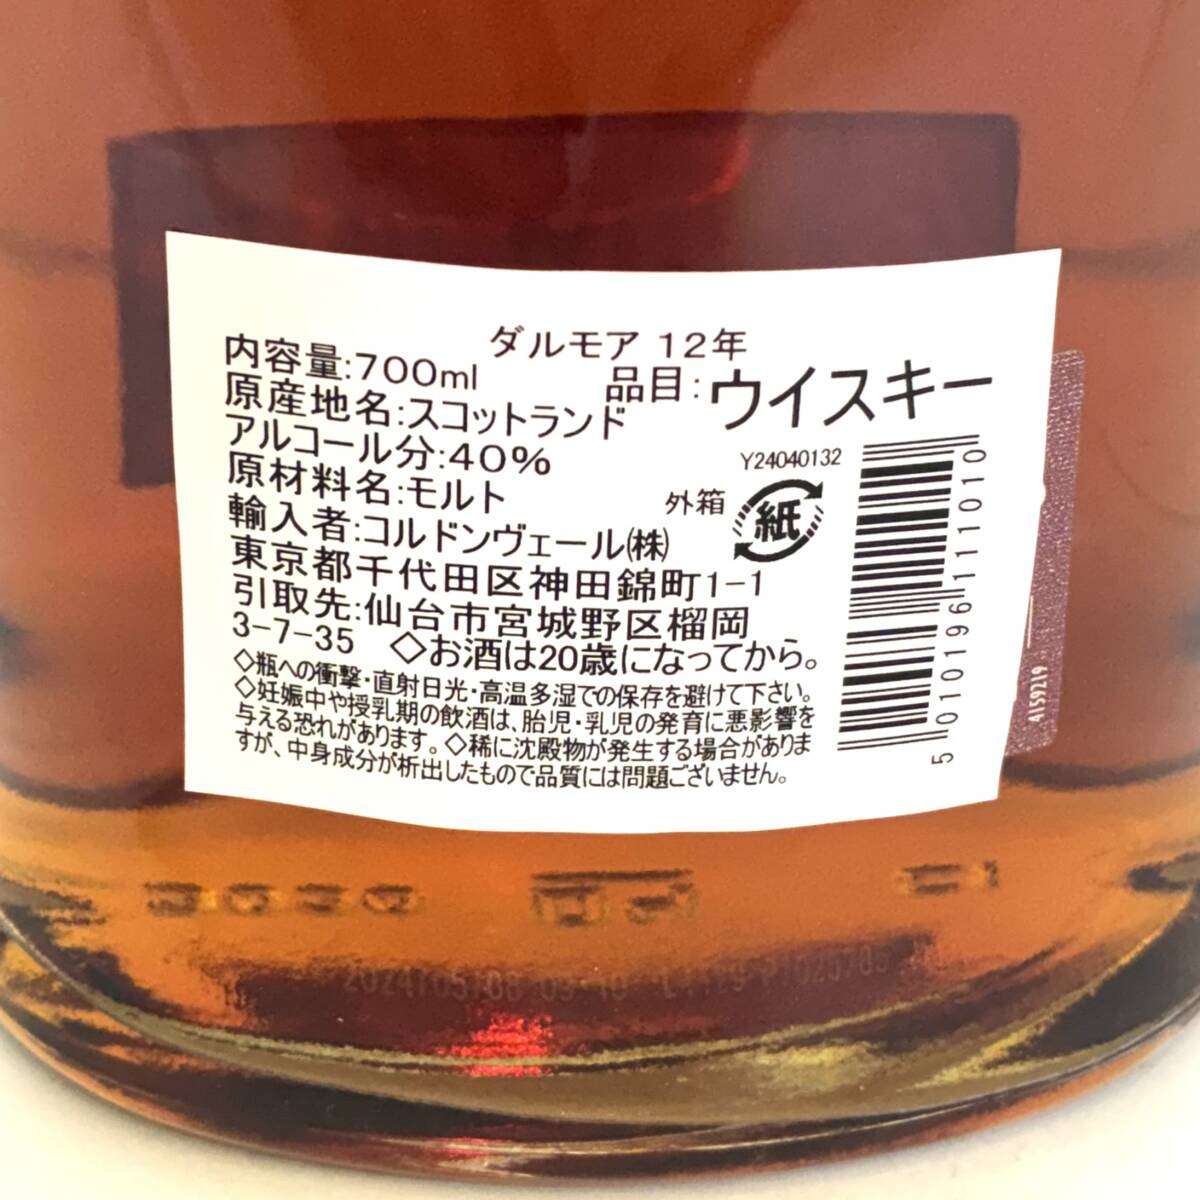 ダルモア 12年
内容量:700ml
品目:ウイスキー
原産地名:スコットランド
アルコール分:40%
Y24040132
原材料名:モルト
外箱 紙
輸入者:コルドンヴェール㈱
東京都千代田区神田錦町1-1
引取先:仙台市宮城野区榴岡
3-7-35 ◇お酒は20歳になってから。
◇瓶への衝撃・直射日光・高温多湿での保存を避けて下さい。
◇妊娠中や授乳期の飲酒は、胎児・乳児の発育に悪影響を
与える恐れがあります。◇稀に沈殿物が発生する場合がありま
すが、中身成分が析出したもので品質には問題ございません。
5 010196 111010
4159219
2024/05/08